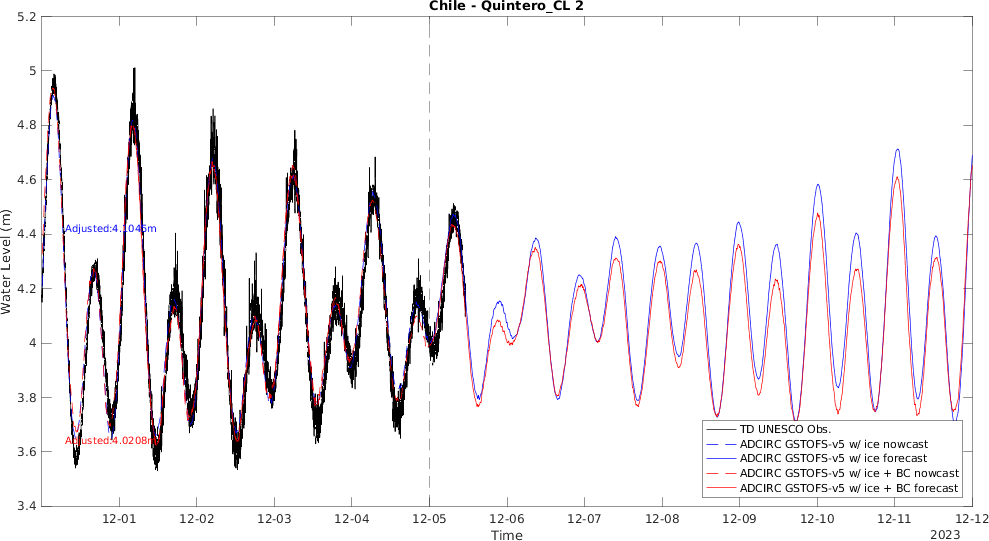 Chile - Quintero_CL 2
5.2
5
4.8
4.6
4.4
4.2
4
3.8
3.6
3.4
Water Level (m)
Adjusted:4.1046m
Adjusted:4.0208m
TD UNESCO Obs.
ADCIRC GSTOFS-v5 w/ ice nowcast
ADCIRC GSTOFS-v5 w/ ice forecast
ADCIRC GSTOFS-v5 w/ ice + BC nowcast
ADCIRC GSTOFS-v5 w/ ice + BC forecast
12-01 12-02 12-03 12-04 12-05 12-06 12-07 12-08 12-09 12-10 12-11 12-12
Time
2023